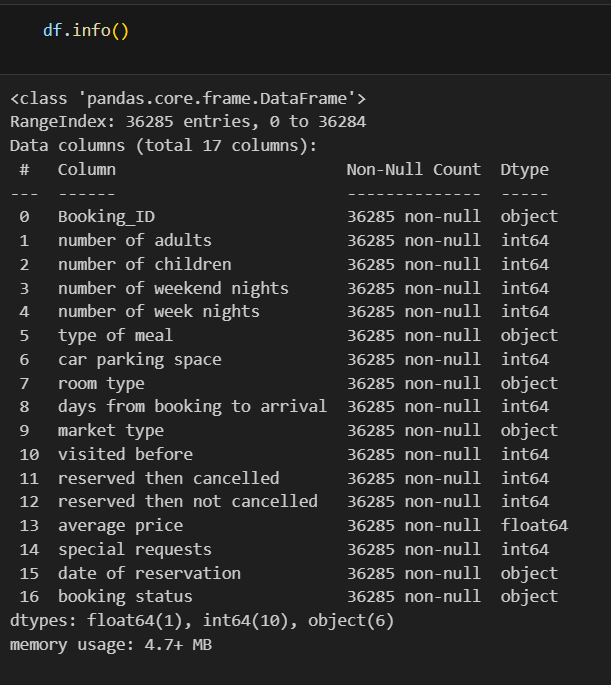 df.info()
<class 'pandas.core.frame.DataFrame'>
RangeIndex: 36285 entries, 0 to 36284
Data columns (total 17 columns):
 #   Column                        Non-Null Count  Dtype
---  ------                        --------------  -----
 0   Booking_ID                    36285 non-null  object
 1   number of adults              36285 non-null  int64
 2   number of children            36285 non-null  int64
 3   number of weekend nights      36285 non-null  int64
 4   number of week nights         36285 non-null  int64
 5   type of meal                  36285 non-null  object
 6   car parking space             36285 non-null  int64
 7   room type                     36285 non-null  object
 8   days from booking to arrival  36285 non-null  int64
 9   market type                   36285 non-null  object
 10  visited before                36285 non-null  int64
 11  reserved then cancelled       36285 non-null  int64
 12  reserved then not cancelled   36285 non-null  int64
 13  average price                 36285 non-null  float64
 14  special requests              36285 non-null  int64
 15  date of reservation           36285 non-null  object
 16  booking status                36285 non-null  object
dtypes: float64(1), int64(10), object(6)
memory usage: 4.7+ MB